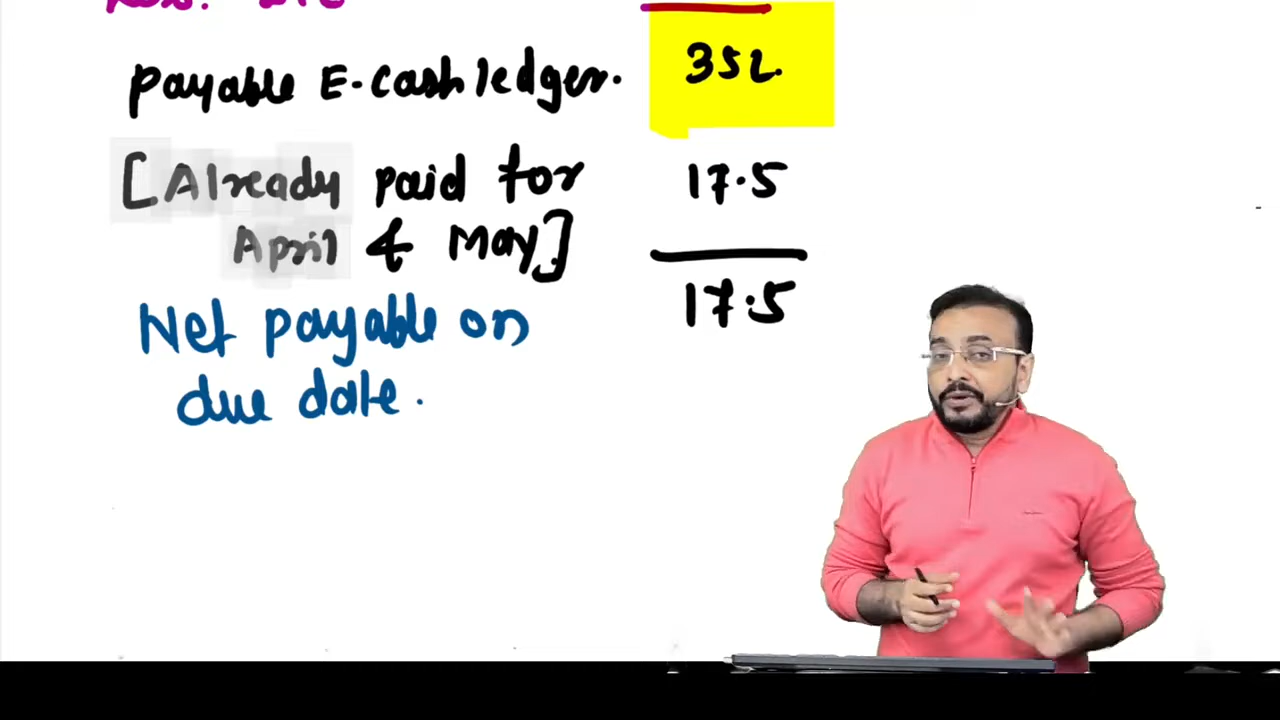 Payable E-cash ledger. 35L.
[Already paid for 17.5
April & May]
Net payable on 17.5
due date.